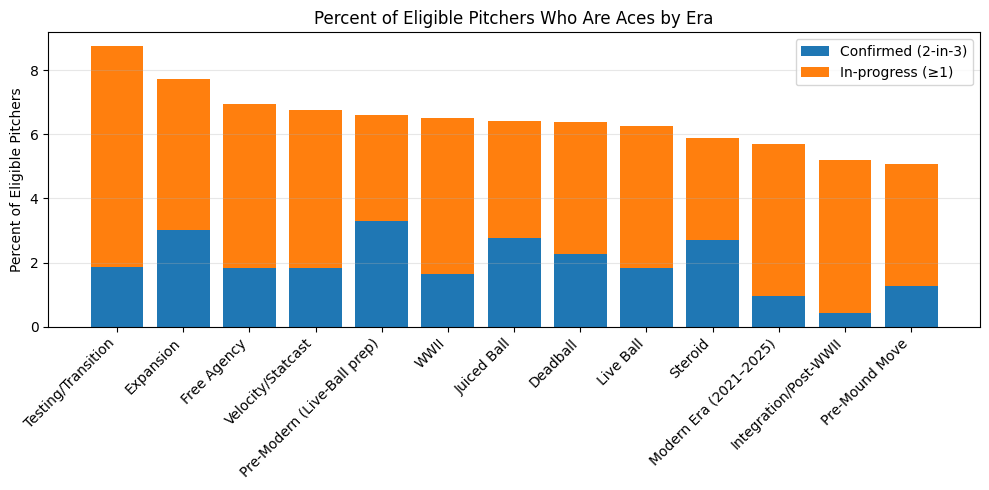 Percent of Eligible Pitchers Who Are Aces by Era
Confirmed (2-in-3)
In-progress (≥1)
Percent of Eligible Pitchers
8
6
4
2
0
Testing/Transition
Expansion
Free Agency
Velocity/Statcast
Pre-Modern (Live-Ball prep)
WWII
Juiced Ball
Deadball
Live Ball
Steroid
Modern Era (2021–2025)
Integration/Post-WWII
Pre-Mound Move